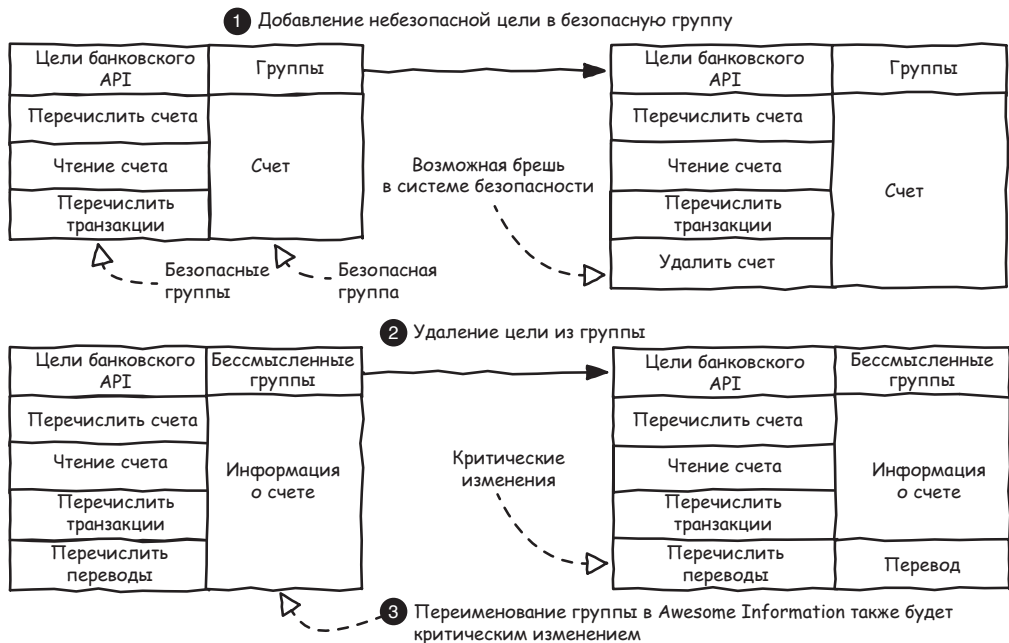 1 Добавление небезопасной цели в безопасную группу
Цели банковского
API
Группы
Перечислить счета
Чтение счета
Перечислить
транзакции
Счет
Безопасные
группы
Безопасная
группа
Возможная брешь
в системе безопасности
Цели банковского
API
Группы
Перечислить счета
Чтение счета
Перечислить
транзакции
Удалить счет
Счет
2 Удаление цели из группы
Цели банковского
API
Бессмысленные
группы
Перечислить счета
Чтение счета
Перечислить
транзакции
Перечислить
переводы
Информация
о счете
Критические
изменения
Цели банковского
API
Бессмысленные
группы
Перечислить счета
Чтение счета
Перечислить
транзакции
Перечислить
переводы
Информация
о счете
Перевод
3 Переименование группы в Awesome Information также будет
критическим изменением